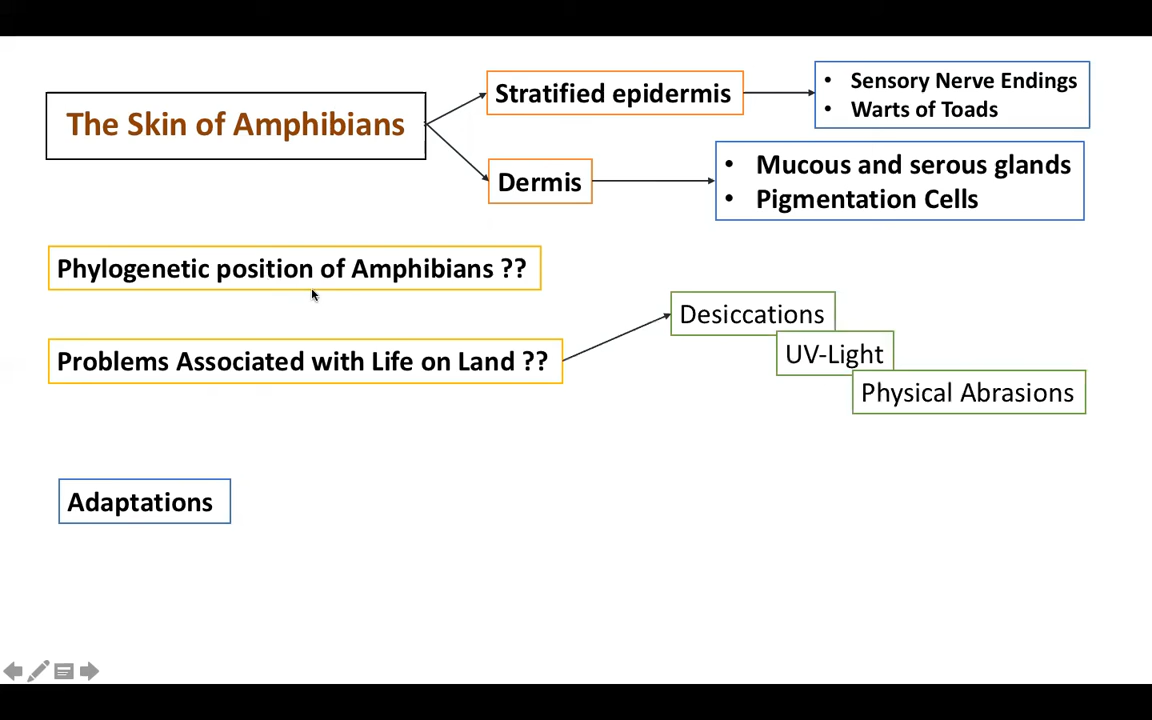 The Skin of Amphibians
Stratified epidermis
• Sensory Nerve Endings
• Warts of Toads
Dermis
• Mucous and serous glands
• Pigmentation Cells
Phylogenetic position of Amphibians ??
Problems Associated with Life on Land ??
Desiccations
UV-Light
Physical Abrasions
Adaptations